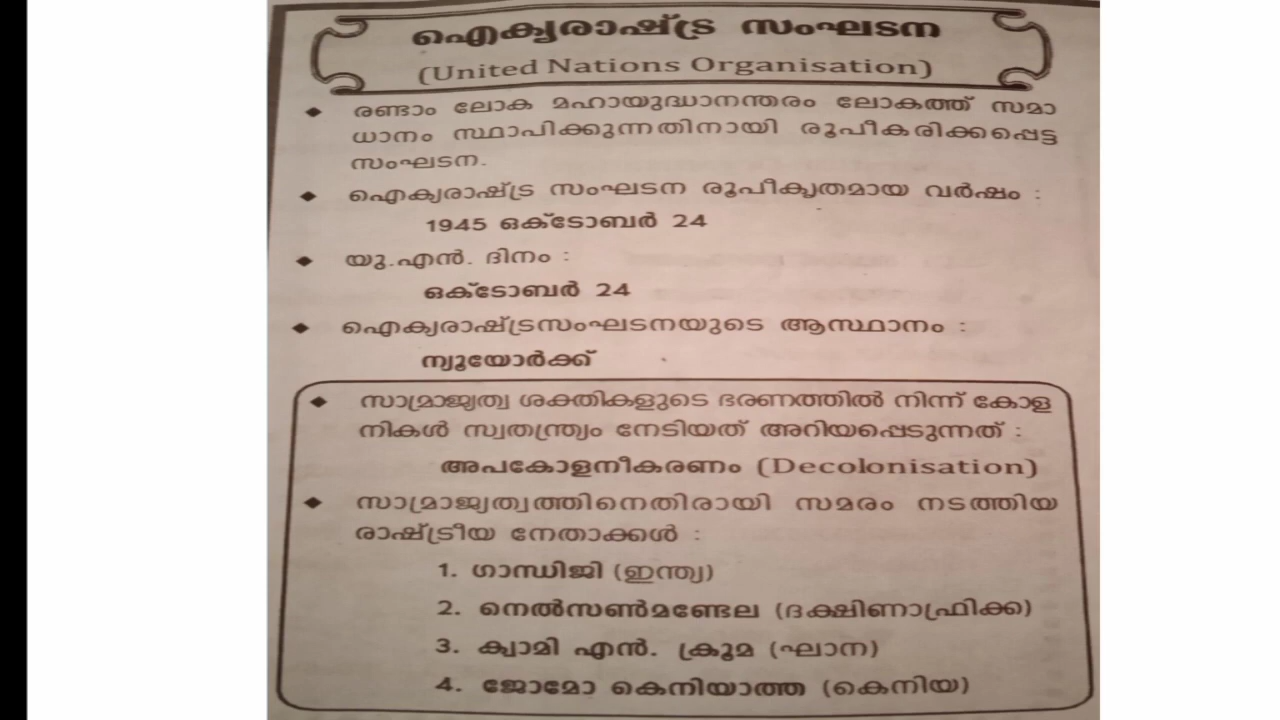 ഐക്യരാഷ്ട്ര സംഘടന
(United Nations Organisation)
◆ രണ്ടാം ലോക മഹായുദ്ധാനന്തരം ലോകത്ത് സമാ
ധാനം സ്ഥാപിക്കുന്നതിനായി രൂപീകരിക്കപ്പെട്ട
സംഘടന.
◆ ഐക്യരാഷ്ട്ര സംഘടന രൂപീകൃതമായ വർഷം :
1945 ഒക്ടോബർ 24
◆ യു.എൻ. ദിനം :
ഒക്ടോബർ 24
◆ ഐക്യരാഷ്ട്രസംഘടനയുടെ ആസ്ഥാനം :
ന്യൂയോർക്ക്
◆ സാമ്രാജ്യത്വ ശക്തികളുടെ ഭരണത്തിൽ നിന്ന് കോള
നികൾ സ്വതന്ത്ര്യം നേടിയത് അറിയപ്പെടുന്നത് :
അപകോളനീകരണം (Decolonisation)
◆ സാമ്രാജ്യത്വത്തിനെതിരായി സമരം നടത്തിയ
രാഷ്ട്രീയ നേതാക്കൾ :
1. ഗാന്ധിജി (ഇന്ത്യ)
2. നെൽസൺമണ്ടേല (ദക്ഷിണാഫ്രിക്ക)
3. ക്വാമി എൻ. ക്രൂമ (ഘാന)
4. ജോമോ കെനിയാത്ത (കെനിയ)